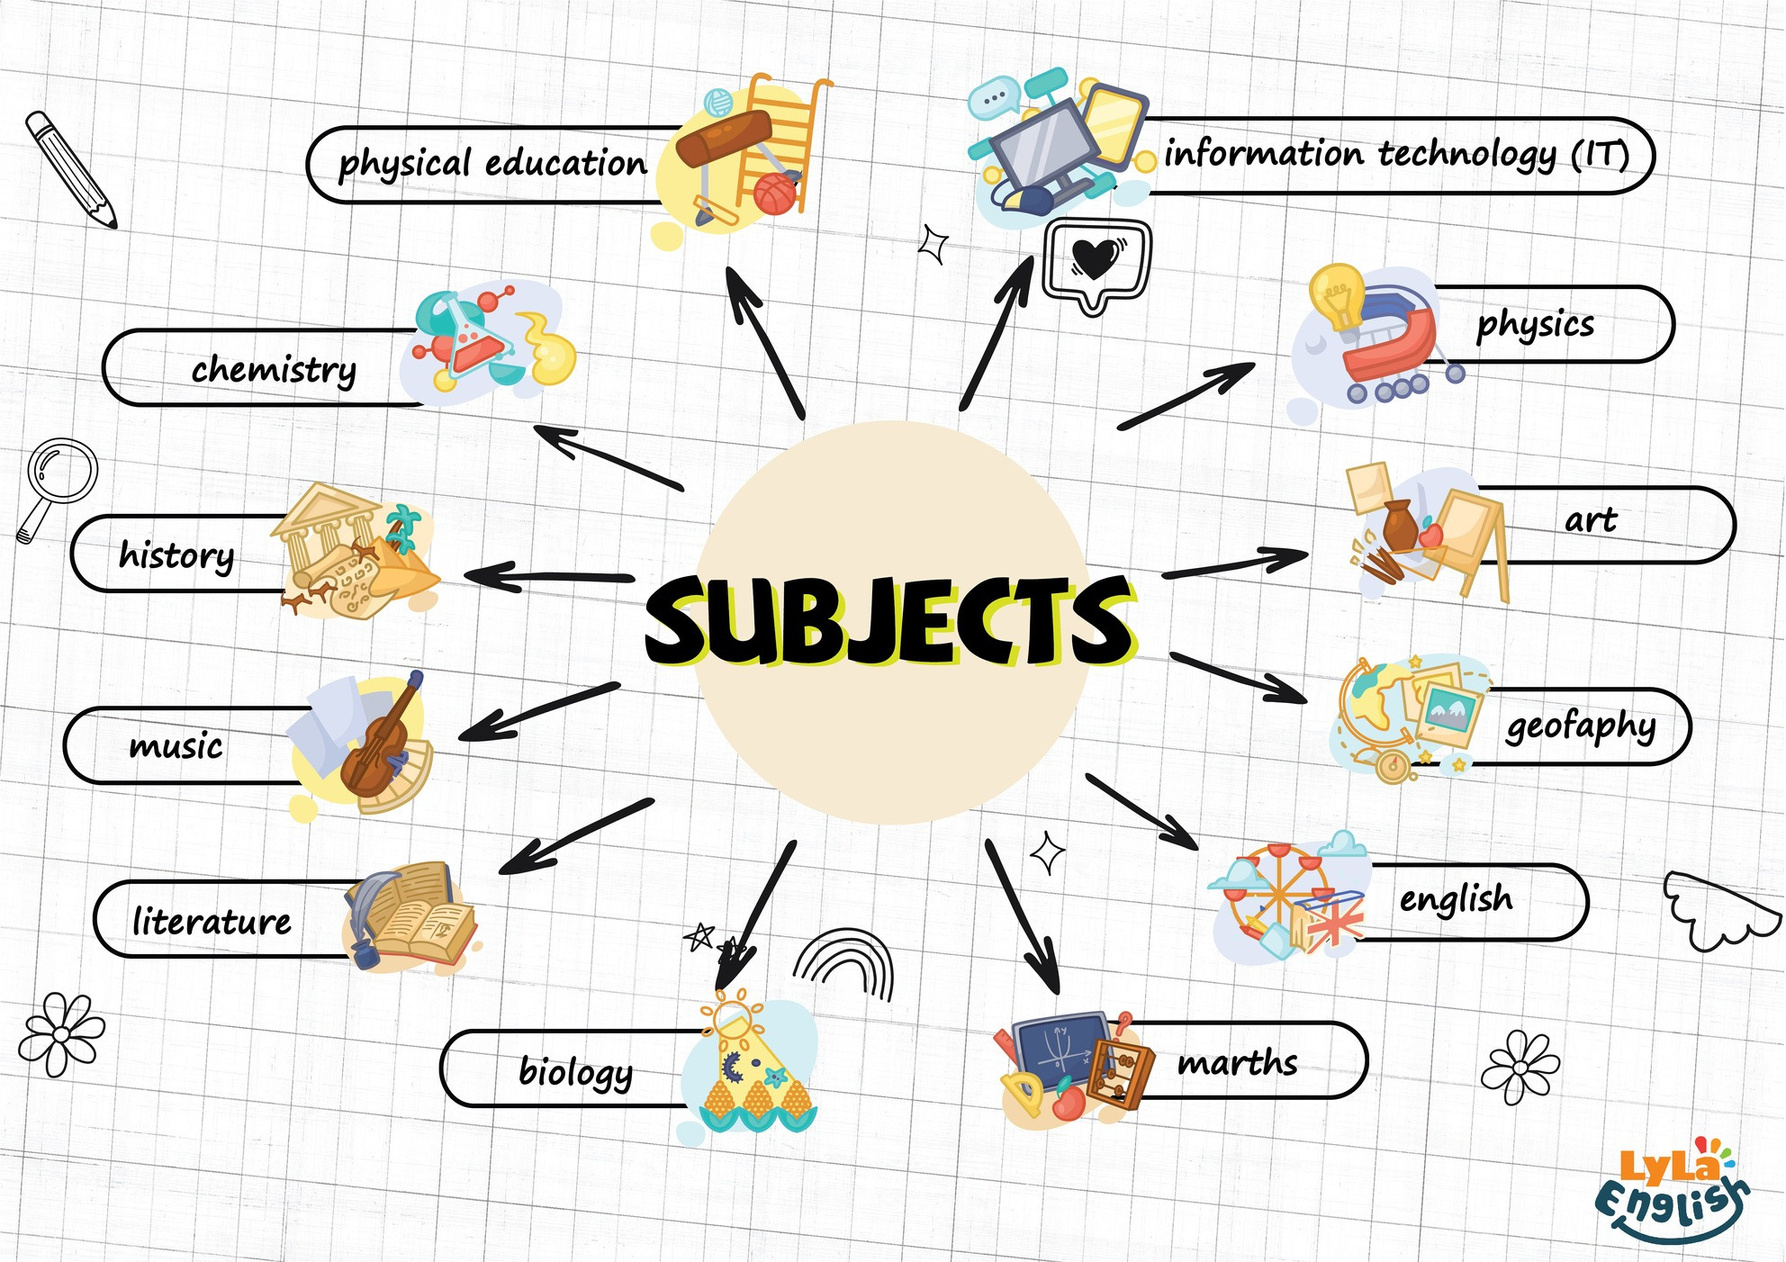 physical education
information technology (IT)
chemistry
physics
history
art
SUBJECTS
music
geofaphy
literature
english
biology
marths
LyLa
English